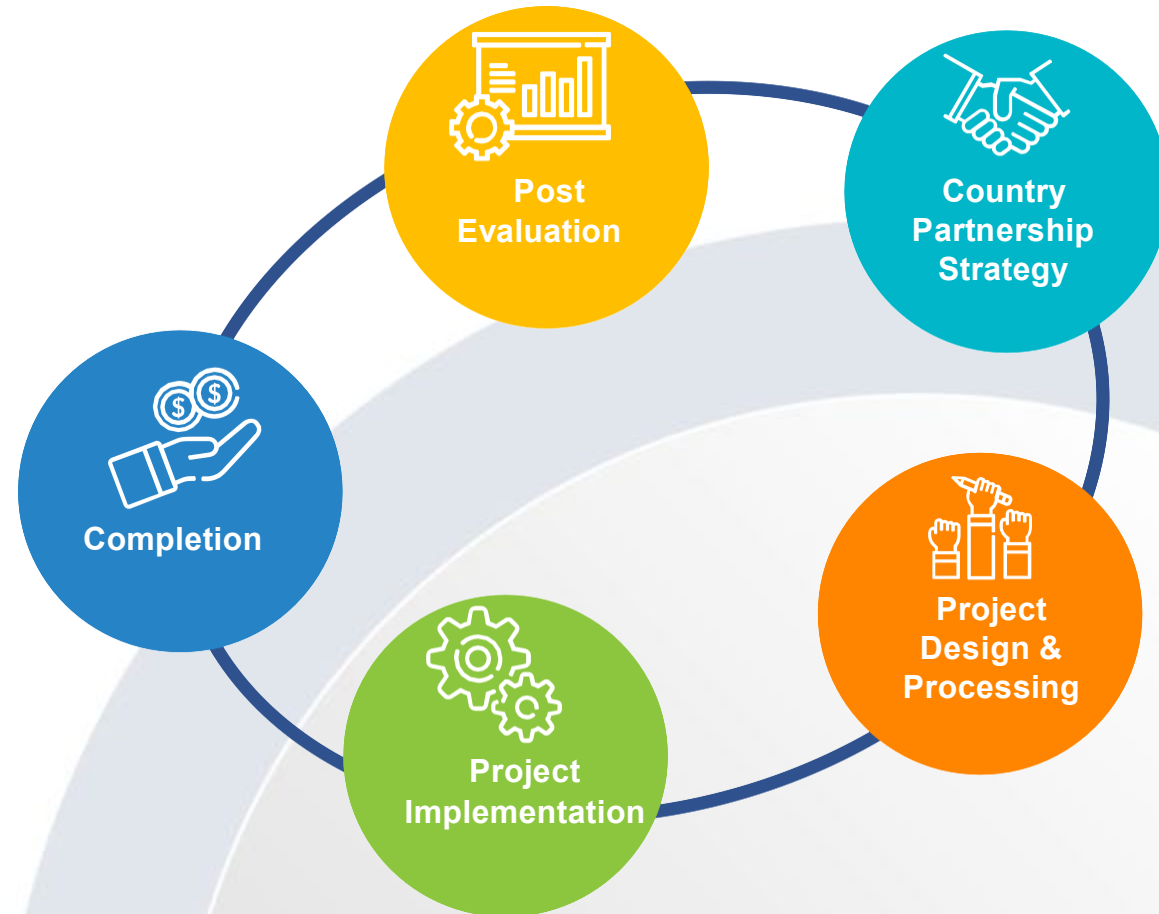 Post
Evaluation
Country
Partnership
Strategy
$ $
Completion
Project
Design &
Processing
Project
Implementation